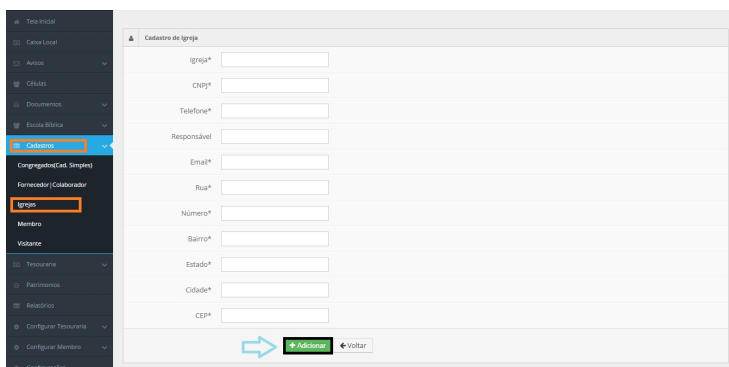 Tela Inicial
Caixa Local
Avisos
Células
Documentos
Escola Bíblica
Cadastros
Congregados(Cad. Simples)
Fornecedor|Colaborador
Igrejas
Membro
Visitante
Tesouraria
Patrimonios
Relatórios
Configurar Tesouraria
Configurar Membro
Cadastro de Igreja
Igreja*
CNPJ*
Telefone*
Responsável
Email*
Rua*
Número*
Bairro*
Estado*
Cidade*
CEP*
Adicionar
Voltar